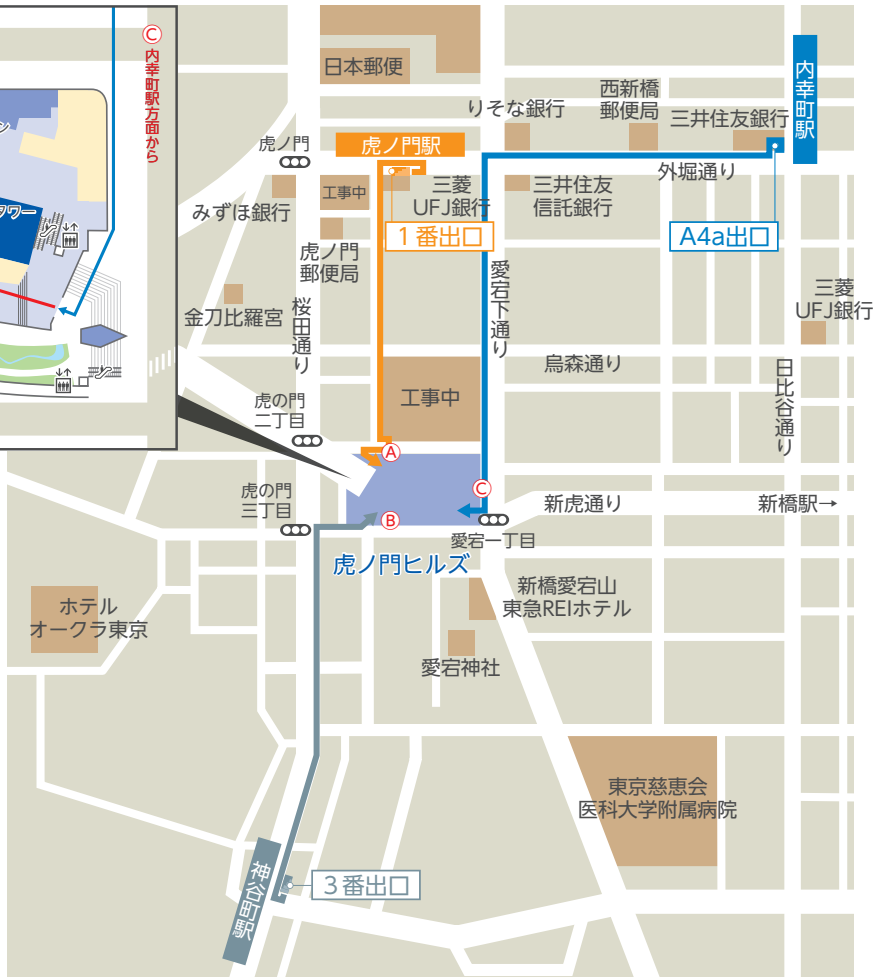 Ⓒ
内幸町駅方面から
日本郵便
りそな銀行
西新橋
郵便局
三井住友銀行
内幸町駅
虎ノ門
虎ノ門駅
外堀通り
工事中
三菱
UFJ銀行
三井住友
信託銀行
みずほ銀行
1番出口
A4a出口
虎ノ門
郵便局
愛宕下通り
三菱
UFJ銀行
金刀比羅宮
桜田通り
烏森通り
日比谷通り
工事中
虎の門
二丁目
Ⓐ
虎の門
三丁目
Ⓒ
Ⓑ
新虎通り
新橋駅→
愛宕一丁目
虎ノ門ヒルズ
新橋愛宕山
東急REIホテル
ホテル
オークラ東京
愛宕神社
東京慈恵会
医科大学附属病院
3番出口
神谷町駅